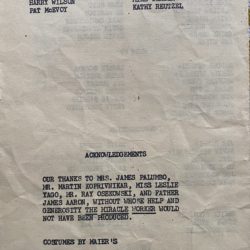 HARRY WILSON
PAT McEVOY
KATHY REUTZEL
ACKNOWLEDGEMENTS
OUR THANKS TO MRS. JAMES PALUMBO,
MR. MARTIN KOPRIVNIKAR, MISS LESLIE
YAGO, MR. RAY OSEKOWSKI, AND FATHER
JAMES AARON, WITHOUT WHOSE HELP AND
GENEROSITY THE MIRACLE WORKER WOULD
NOT HAVE BEEN PRODUCED.
COSTUMES BY MAIER'S